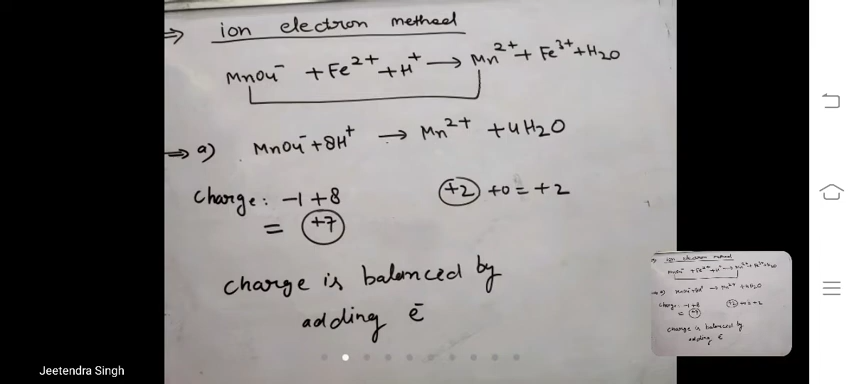 ⇒ ion electron method
MnO4⁻ + Fe²⁺ + H⁺ → Mn²⁺ + Fe³⁺ + H2O
⇒ a) MnO4⁻ + 8H⁺ → Mn²⁺ + 4H2O
Charge: -1 +8 +2 +0 = +2
= +7
charge is balanced by
adding e⁻
Jeetendra Singh